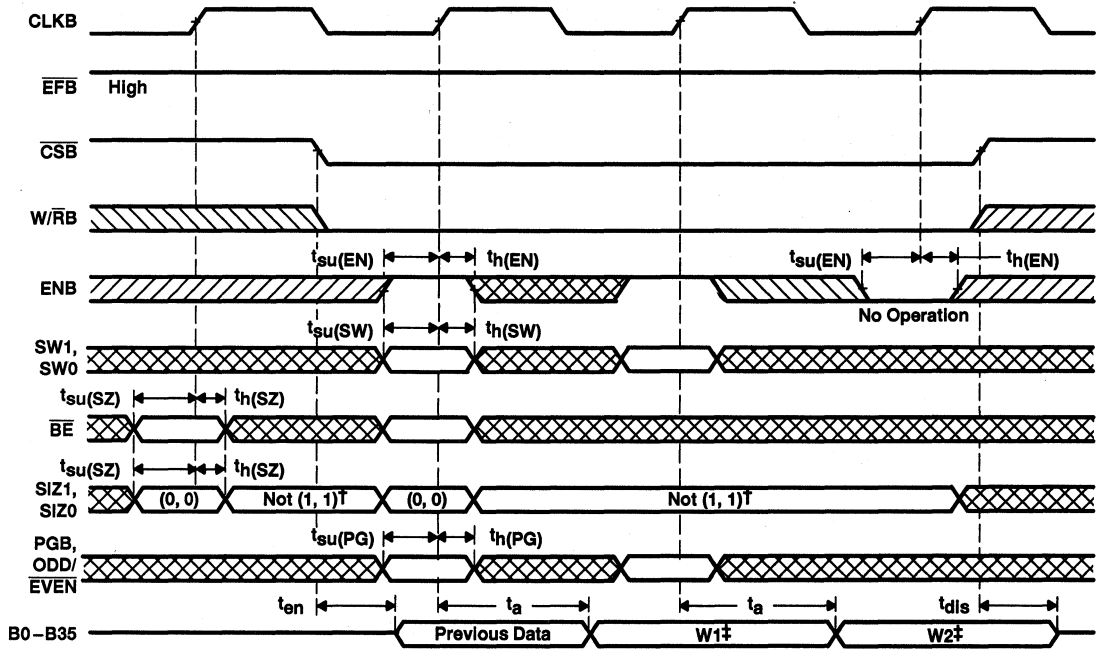 CLKB
EFB High
CSB
W/RB
tsu(EN) th(EN) tsu(EN) th(EN)
ENB
No Operation
tsu(SW) th(SW)
SW1,
SW0
tsu(SZ) th(SZ)
BE
tsu(SZ) th(SZ)
SIZ1,
SIZ0
(0, 0) Not (1, 1)† (0, 0) Not (1, 1)†
tsu(PG) th(PG)
PGB,
ODD/
EVEN
ten ta ta tdis
B0–B35 Previous Data W1‡ W2‡